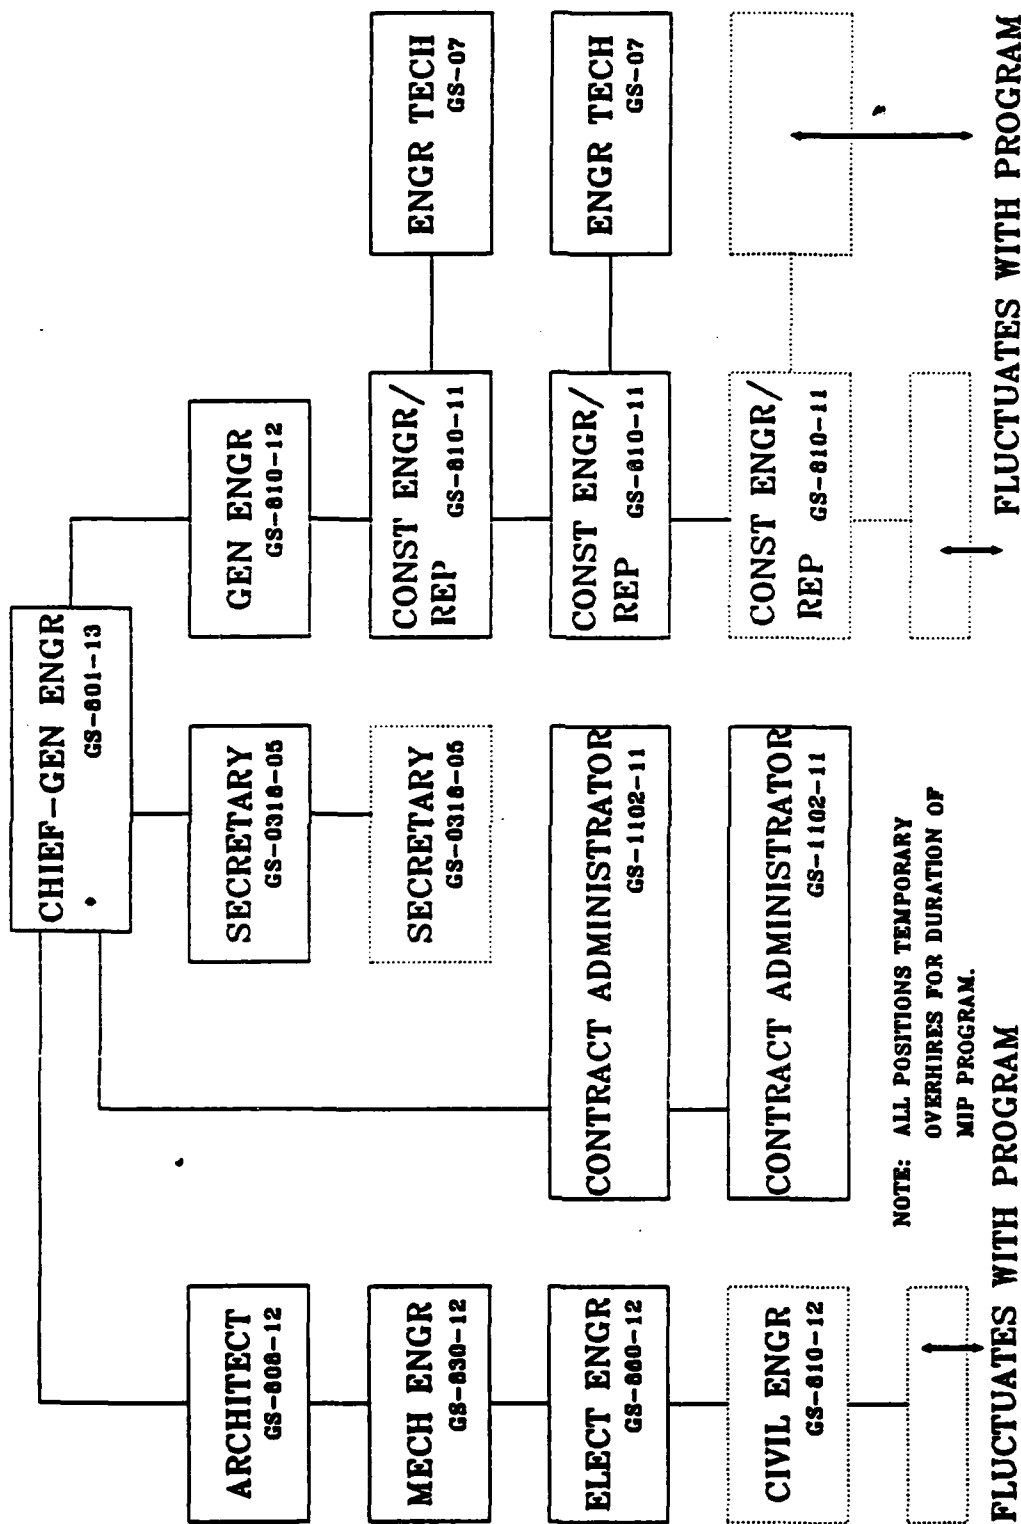 CHIEF-GEN ENGR
GS-801-13
ARCHITECT
GS-808-12
SECRETARY
GS-0318-05
GEN ENGR
GS-810-12
MECH ENGR
GS-830-12
SECRETARY
GS-0318-05
CONST ENGR/
REP GS-810-11
ENGR TECH
GS-07
ELECT ENGR
GS-850-12
CONTRACT ADMINISTRATOR
GS-1102-11
CONST ENGR/
REP GS-810-11
ENGR TECH
GS-07
CIVIL ENGR
GS-810-12
CONTRACT ADMINISTRATOR
GS-1102-11
CONST ENGR/
REP GS-810-11
NOTE: ALL POSITIONS TEMPORARY
OVERHIRES FOR DURATION OF
MJP PROGRAM.
FLUCTUATES WITH PROGRAM
FLUCTUATES WITH PROGRAM